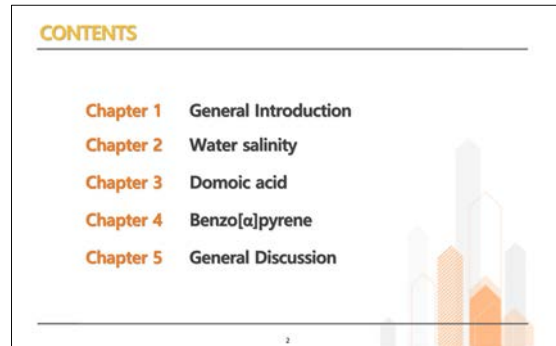 CONTENTS
Chapter 1 General Introduction
Chapter 2 Water salinity
Chapter 3 Domoic acid
Chapter 4 Benzo[α]pyrene
Chapter 5 General Discussion
2